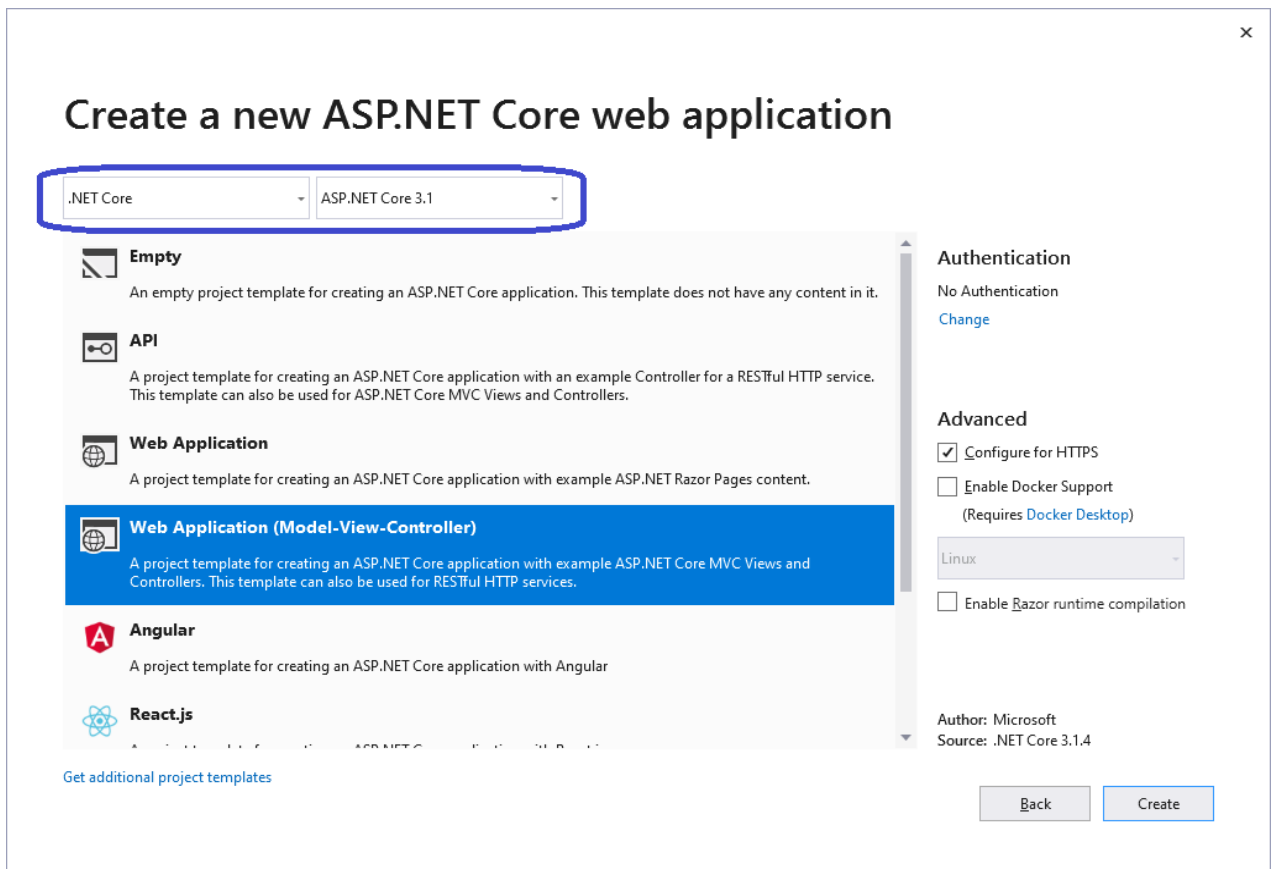 Create a new ASP.NET Core web application
.NET Core
ASP.NET Core 3.1
Empty
An empty project template for creating an ASP.NET Core application. This template does not have any content in it.
API
A project template for creating an ASP.NET Core application with an example Controller for a RESTful HTTP service.
This template can also be used for ASP.NET Core MVC Views and Controllers.
Web Application
A project template for creating an ASP.NET Core application with example ASP.NET Razor Pages content.
Web Application (Model-View-Controller)
A project template for creating an ASP.NET Core application with example ASP.NET Core MVC Views and
Controllers. This template can also be used for RESTful HTTP services.
Angular
A project template for creating an ASP.NET Core application with Angular
React.js
Get additional project templates
Authentication
No Authentication
Change
Advanced
Configure for HTTPS
Enable Docker Support
(Requires Docker Desktop)
Linux
Enable Razor runtime compilation
Author: Microsoft
Source: .NET Core 3.1.4
Back
Create